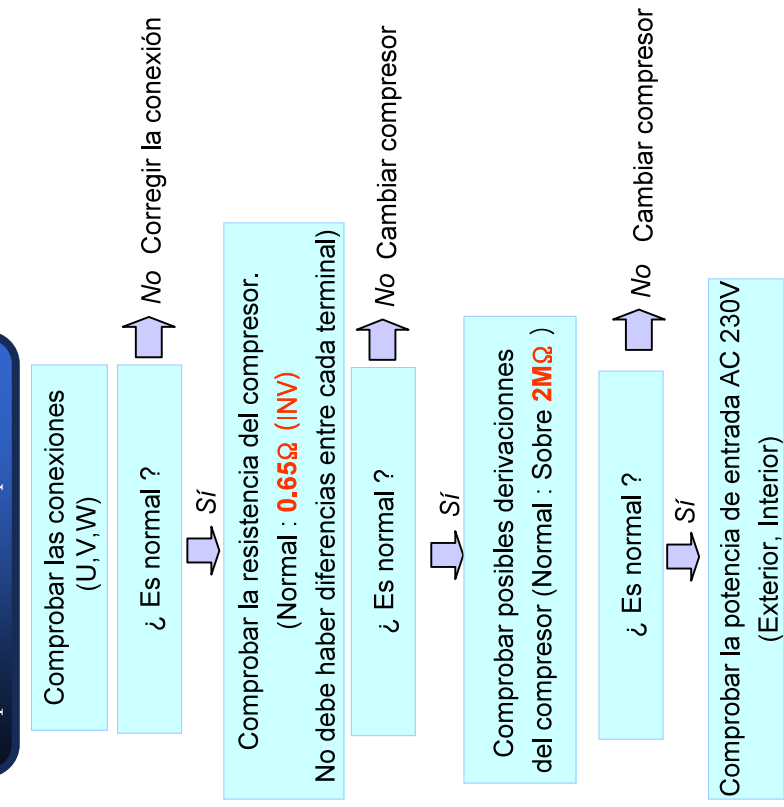 Comprobar las conexiones
(U,V,W)
¿ Es normal ?
No Corregir la conexión
Sí
Comprobar la resistencia del compresor.
(Normal : 0.65Ω (INV)
No debe haber diferencias entre cada terminal)
¿ Es normal ?
No Cambiar compresor
Sí
Comprobar posibles derivacionnes
del compresor (Normal : Sobre 2MΩ )
¿ Es normal ?
No Cambiar compresor
Sí
Comprobar la potencia de entrada AC 230V
(Exterior, Interior)